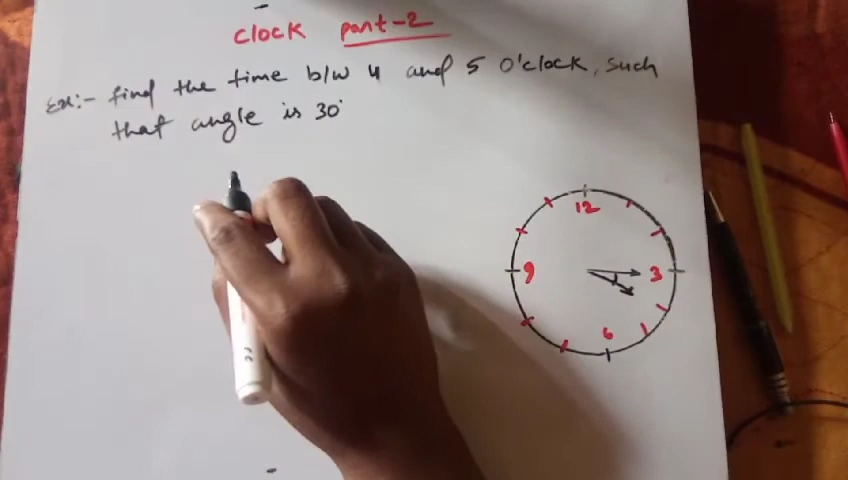 clock part-2
Ex:- find the time b/w 4 and 5 O'clock, such
that angle is 30°
12
9
3
6